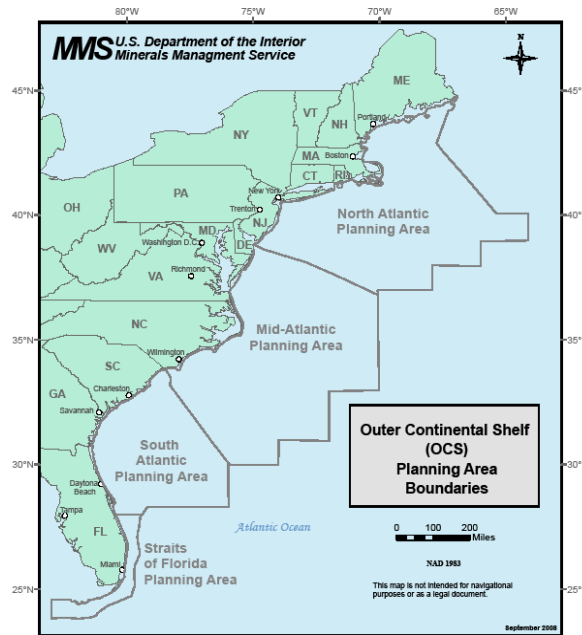 80°W 75°W 70°W 65°W
MMS U.S. Department of the Interior
Minerals Managment Service
N
ME
45°N
45°N
VT
NH
Portland
NY
MA
Boston
CT
RI
New York
PA
Trenton
NJ
40°N
40°N
OH
MD
North Atlantic
Planning Area
WV
Washington D.C.
DE
VA
Richmond
NC
Mid-Atlantic
Planning Area
35°N
35°N
Wilmington
SC
Charleston
GA
Savannah
Outer Continental Shelf
(OCS)
Planning Area
Boundaries
South
Atlantic
Planning Area
30°N
30°N
Daytona
Beach
Tampa
FL
Atlantic Ocean
0 100 200
Miles
Straits
of Florida
Planning Area
Miami
NAD 1983
25°N
25°N
This map is not intended for navigational
purposes or as a legal document.
September 2008